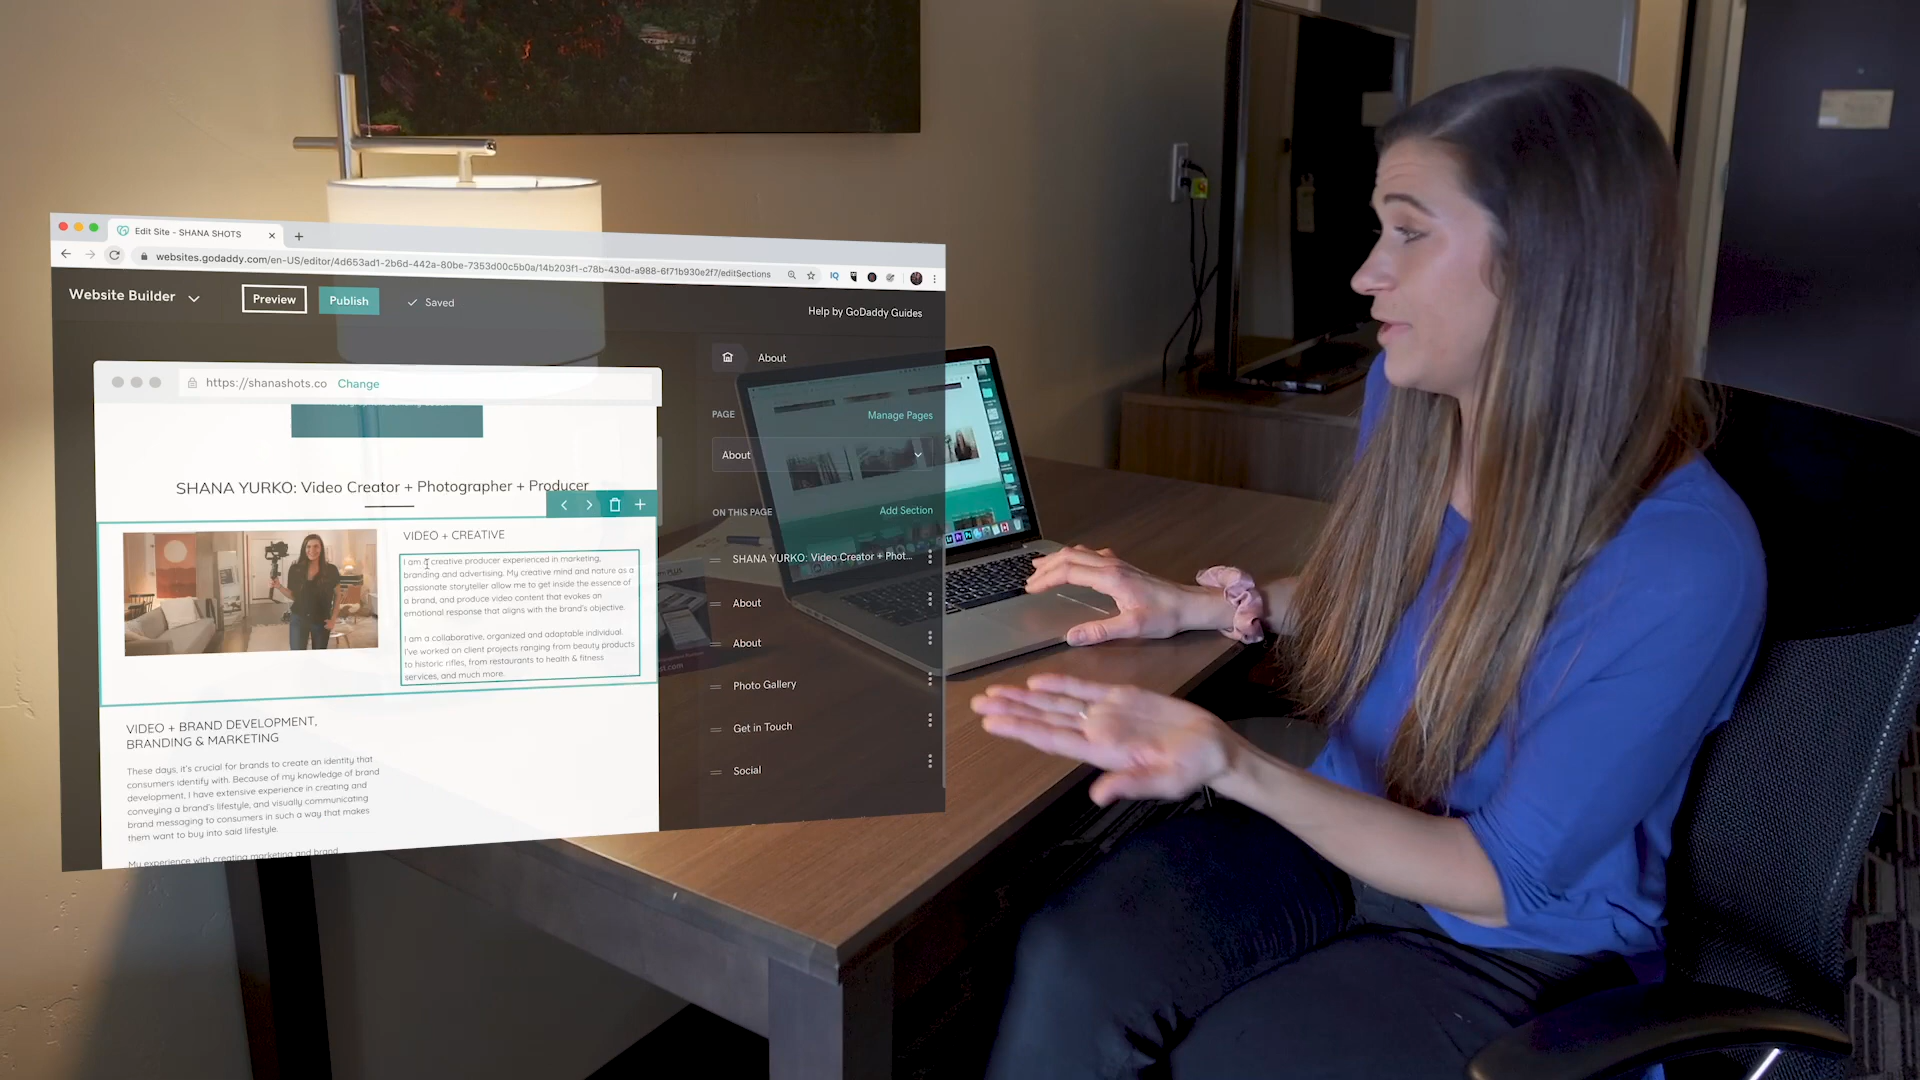 Edit Site - SHANA SHOTS
websites.godaddy.com/en-US/editor/4d653ad1-2b6d-442a-80be-7353d00c5b0a/14b203f1-c78b-430d-a988-6f71b930e2f7/editSections
IQ
Website Builder
Preview
Publish
Saved
Help by GoDaddy Guides
https://shanashots.co
Change
About
PAGE
Manage Pages
About
SHANA YURKO: Video Creator + Photographer + Producer
ON THIS PAGE
Add Section
VIDEO + CREATIVE
I am a creative producer experienced in marketing,
branding and advertising. My creative mind and nature as a
passionate storyteller allow me to get inside the essence of
a brand, and produce video content that evokes an
emotional response that aligns with the brand's objective.
I am a collaborative, organized and adaptable individual.
I've worked on client projects ranging from beauty products
to historic rifles, from restaurants to health & fitness
services, and much more.
SHANA YURKO: Video Creator + Phot...
About
About
Photo Gallery
Get in Touch
Social
VIDEO + BRAND DEVELOPMENT,
BRANDING & MARKETING
These days, it's crucial for brands to create an identity that
consumers identify with. Because of my knowledge of brand
development, I have extensive experience in creating and
conveying a brand's lifestyle, and visually communicating
brand messaging to consumers in such a way that makes
them want to buy into said lifestyle.
My experience with creating marketing and brand